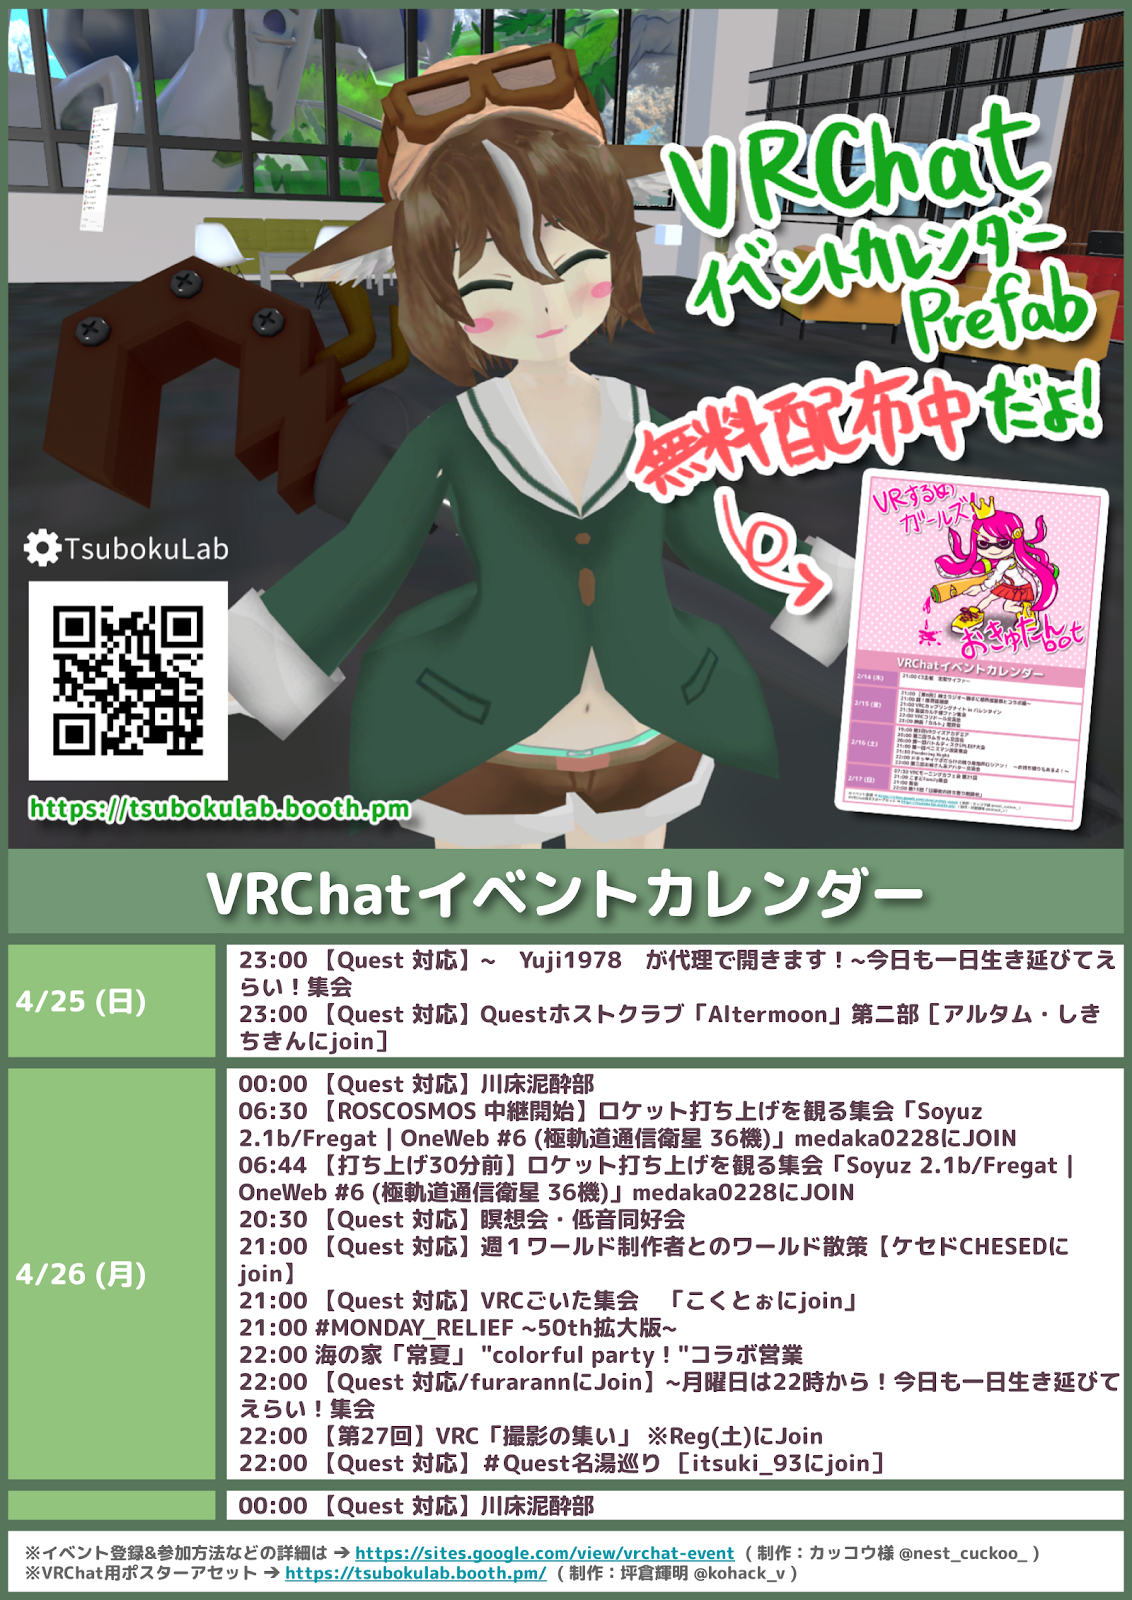 VRChat
イベントカレンダー
Prefab
無料配布中だよ!
TsubokuLab
https://tsubokulab.booth.pm
VRするめ
ガールズ
おきゅたん
bot
VRChatイベントカレンダー
2/14 (木)
2/15 (金)
2/16 (土)
2/17 (日)
VRChatイベントカレンダー
4/25 (日)
23:00 【Quest 対応】~　Yuji1978　が代理で開きます！~今日も一日生き延びてえ
らい！集会
23:00 【Quest 対応】Questホストクラブ「Altermoon」第二部［アルタム・しき
ちきんにjoin］
4/26 (月)
00:00 【Quest 対応】川床泥酔部
06:30 【ROSCOSMOS 中継開始】ロケット打ち上げを観る集会「Soyuz
2.1b/Fregat | OneWeb #6 (極軌道通信衛星 36機)」medaka0228にJOIN
06:44 【打ち上げ30分前】ロケット打ち上げを観る集会「Soyuz 2.1b/Fregat |
OneWeb #6 (極軌道通信衛星 36機)」medaka0228にJOIN
20:30 【Quest 対応】瞑想会・低音同好会
21:00 【Quest 対応】週１ワールド制作者とのワールド散策【ケセドCHESEDに
join】
21:00 【Quest 対応】VRCごいた集会　「こくとぉにjoin」
21:00 #MONDAY_RELIEF ~50th拡大版~
22:00 海の家「常夏」 "colorful party！"コラボ営業
22:00 【Quest 対応/furarannにJoin】~月曜日は22時から！今日も一日生き延びて
えらい！集会
22:00 【第27回】VRC「撮影の集い」 ※Reg(土)にJoin
22:00 【Quest 対応】＃Quest名湯巡り ［itsuki_93にjoin］
00:00 【Quest 対応】川床泥酔部
※イベント登録&参加方法などの詳細は ➔ https://sites.google.com/view/vrchat-event （ 制作：カッコウ様 @nest_cuckoo_ ）
※VRChat用ポスターアセット ➔ https://tsubokulab.booth.pm/ （ 制作：坪倉輝明 @kohack_v ）